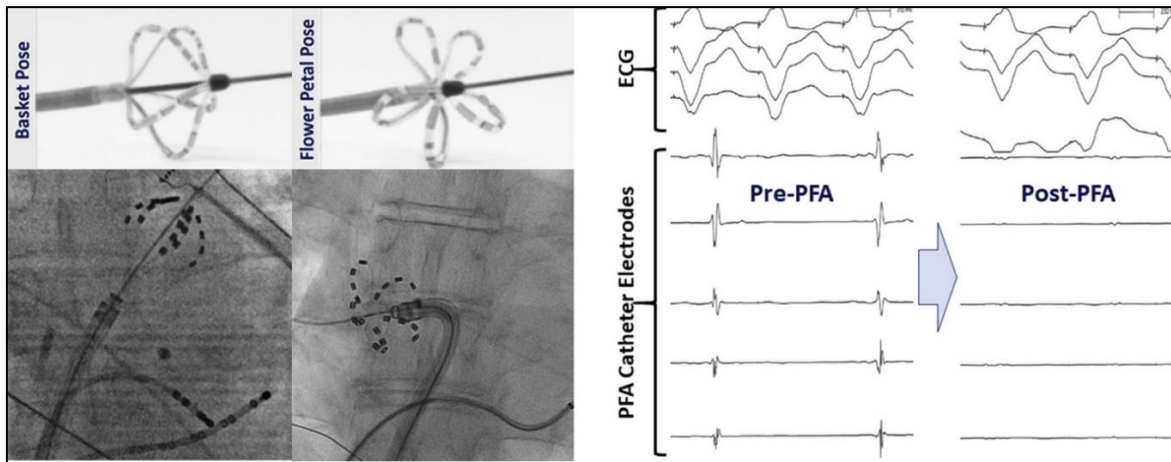 Basket Pose
Flower Petal Pose
ECG
PFA Catheter Electrodes
Pre-PFA
Post-PFA